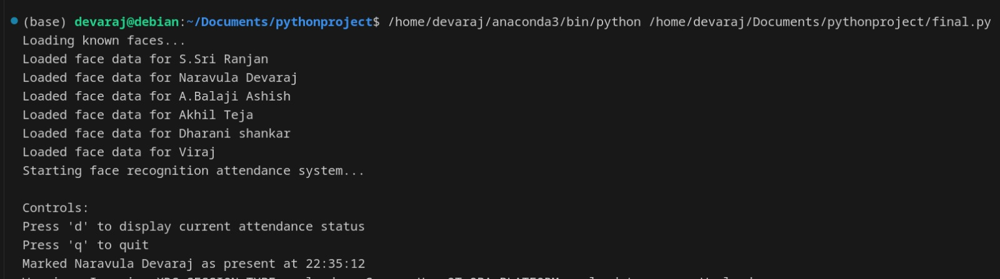 (base) devaraj@debian:~/Documents/pythonproject$ /home/devaraj/anaconda3/bin/python /home/devaraj/Documents/pythonproject/final.py
Loading known faces...
Loaded face data for S.Sri Ranjan
Loaded face data for Naravula Devaraj
Loaded face data for A.Balaji Ashish
Loaded face data for Akhil Teja
Loaded face data for Dharani shankar
Loaded face data for Viraj
Starting face recognition attendance system...
Controls:
Press 'd' to display current attendance status
Press 'q' to quit
Marked Naravula Devaraj as present at 22:35:12